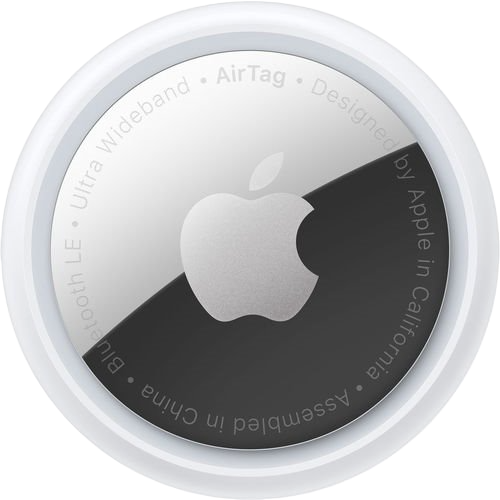 AirTag • Designed by Apple in California • Assembled in China • Bluetooth LE • Ultra Wideband •